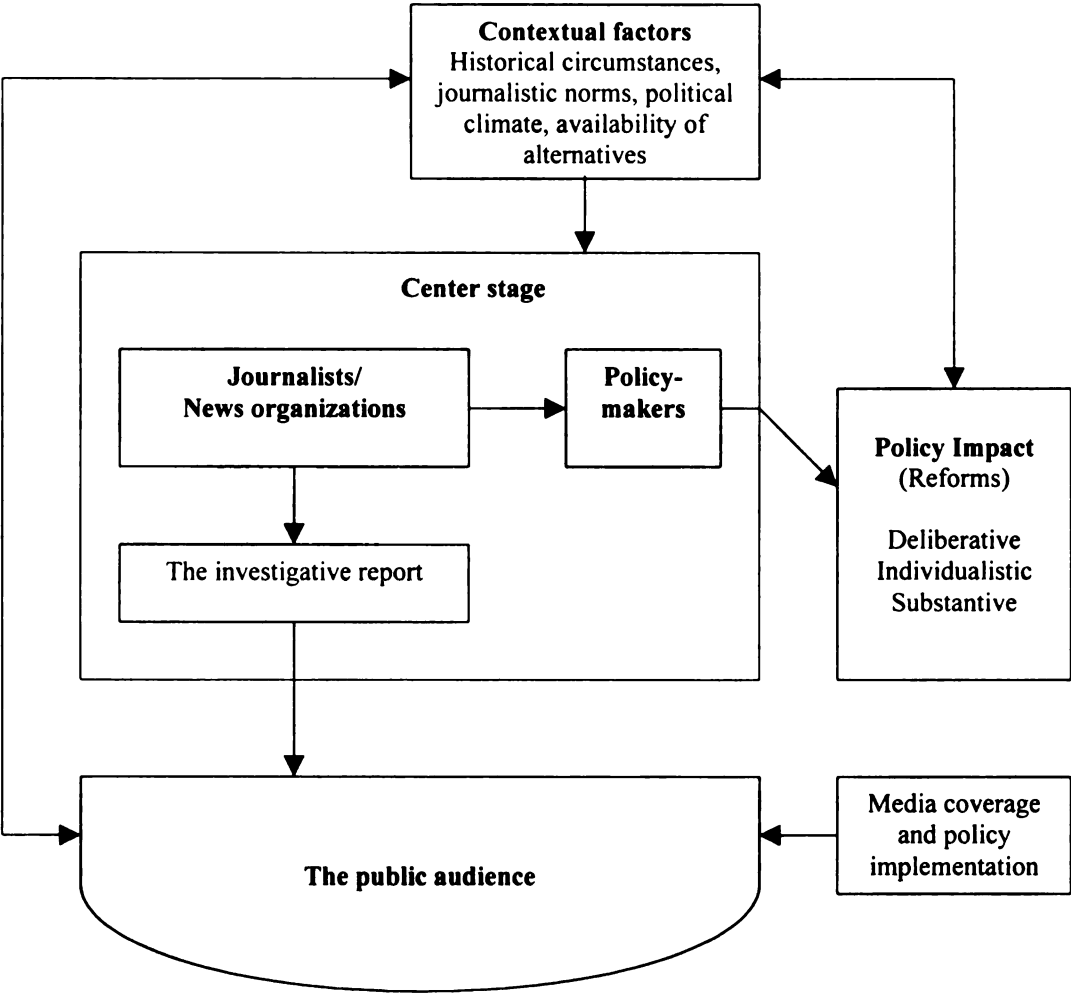 Contextual factors
Historical circumstances,
journalistic norms, political
climate, availability of
alternatives
Center stage
Journalists/
News organizations
Policy-
makers
The investigative report
Policy Impact
(Reforms)
Deliberative
Individualistic
Substantive
The public audience
Media coverage
and policy
implementation